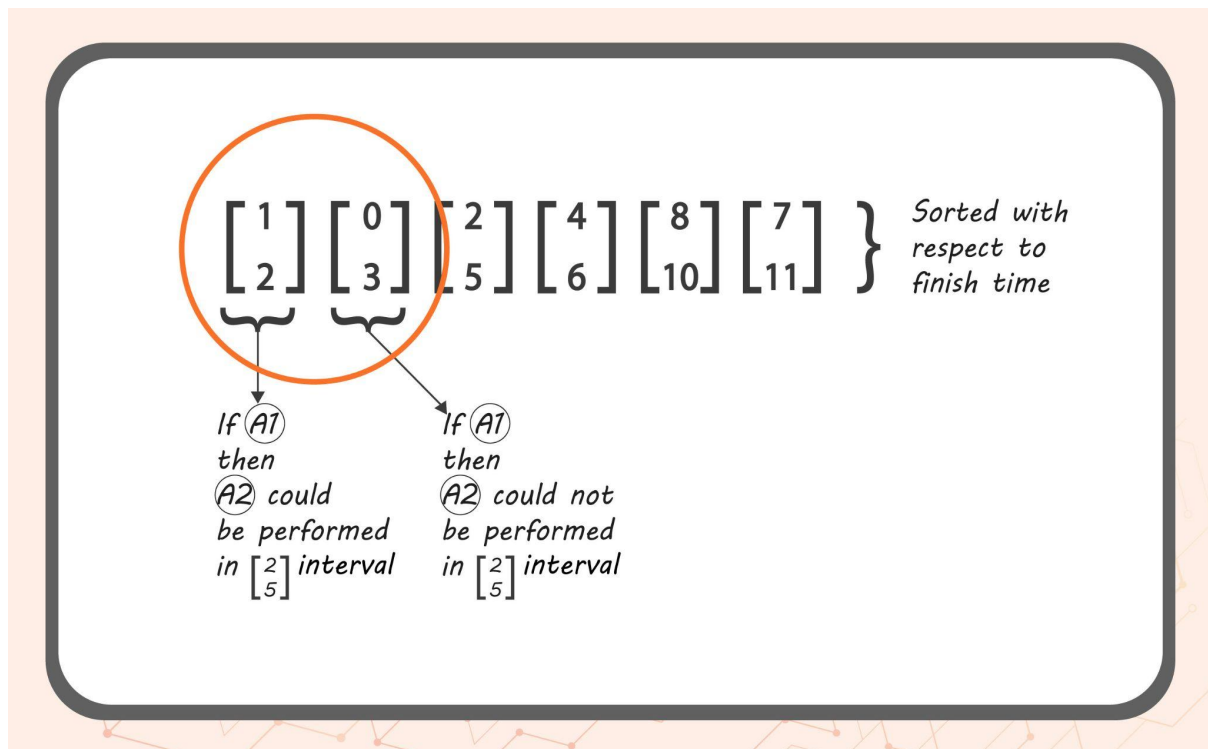 [1 2] [0 3] [2 5] [4 6] [8 10] [7 11] } Sorted with
respect to
finish time
If A1
then
A2 could
be performed
in [2 5] interval
If A1
then
A2 could not
be performed
in [2 5] interval